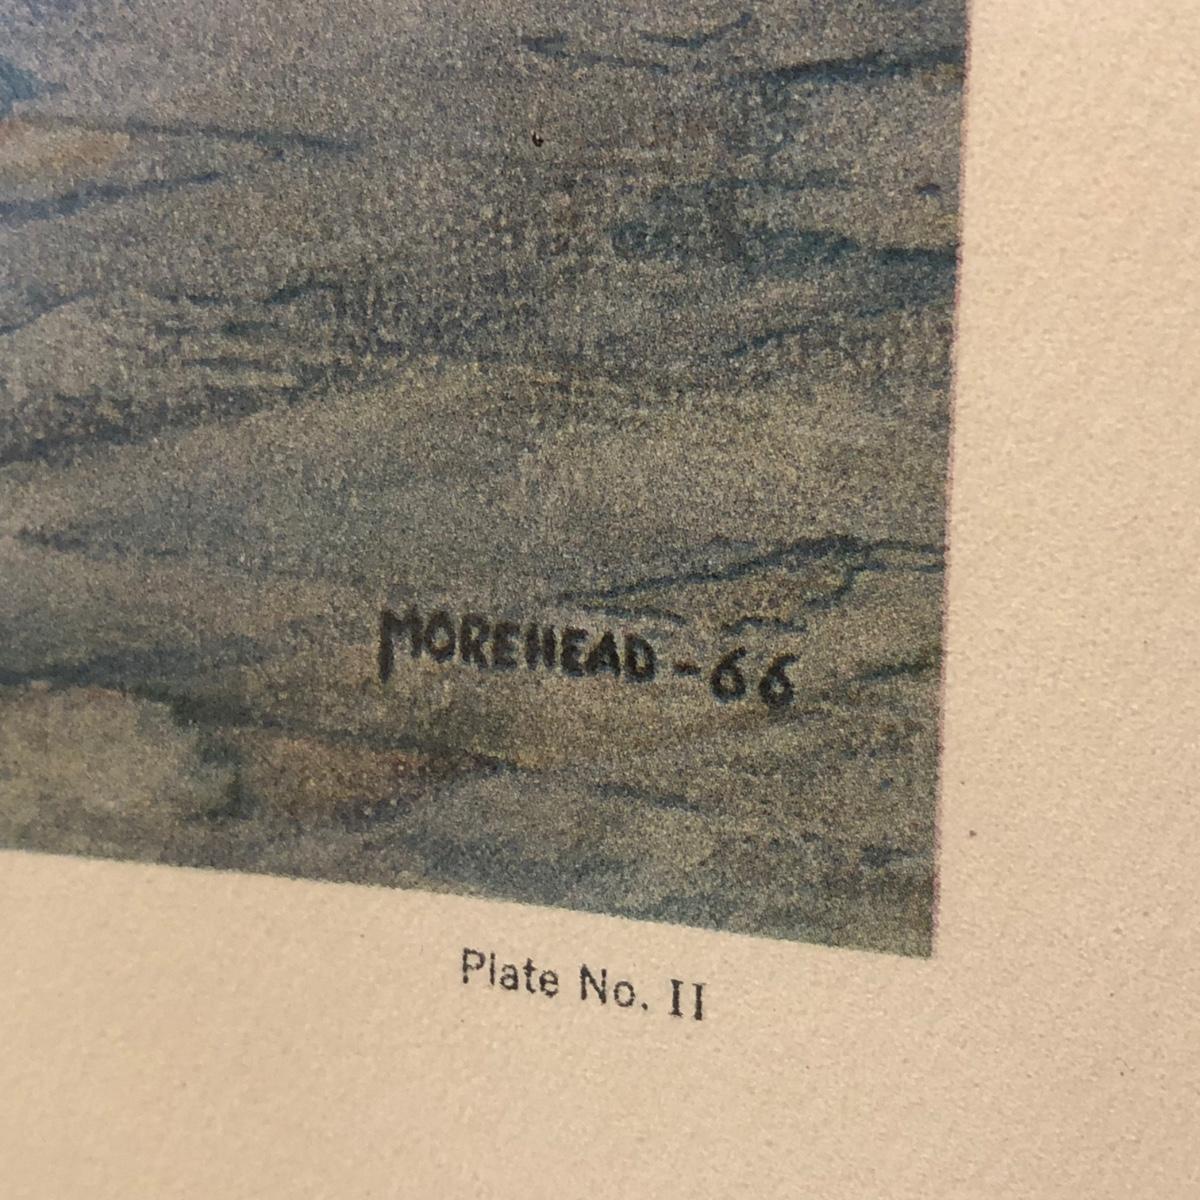 MOREHEAD - 66
Plate No. II